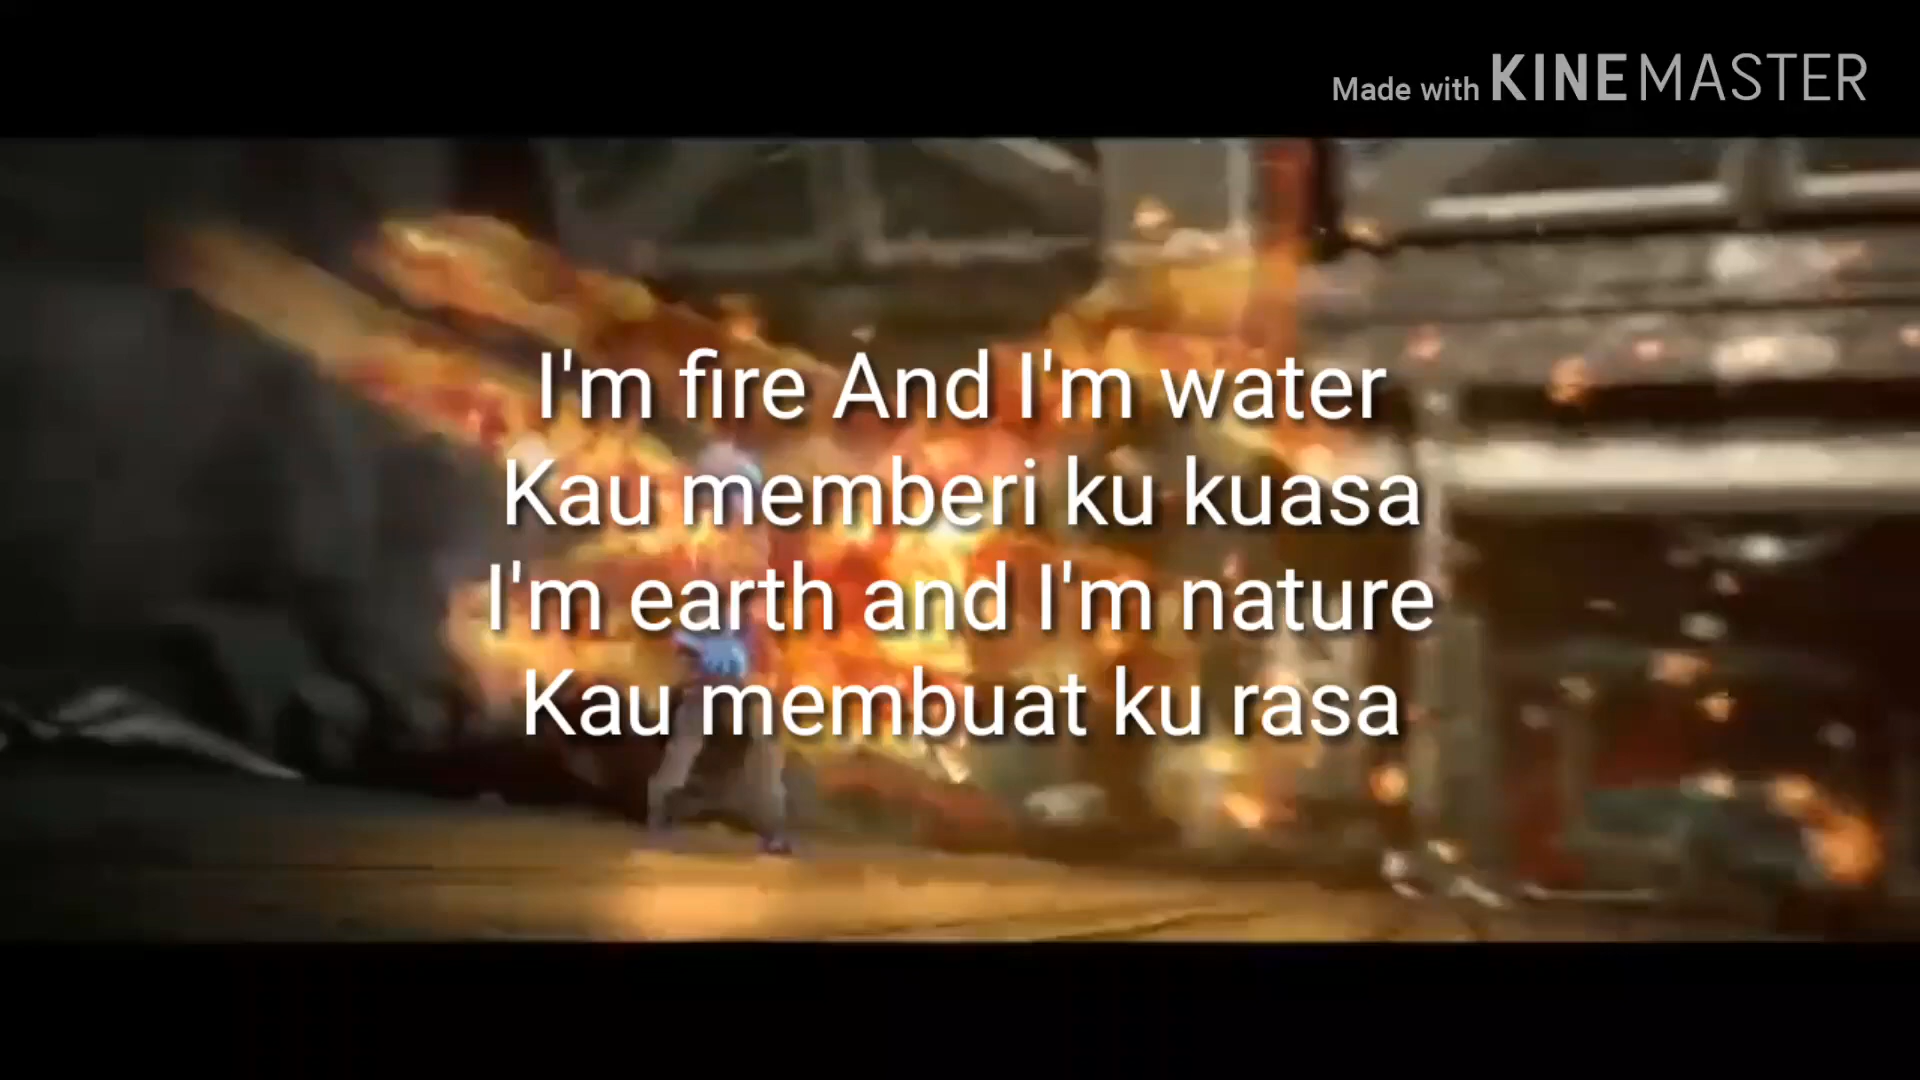 Made with KINEMASTER
I'm fire And I'm water
Kau memberi ku kuasa
I'm earth and I'm nature
Kau membuat ku rasa